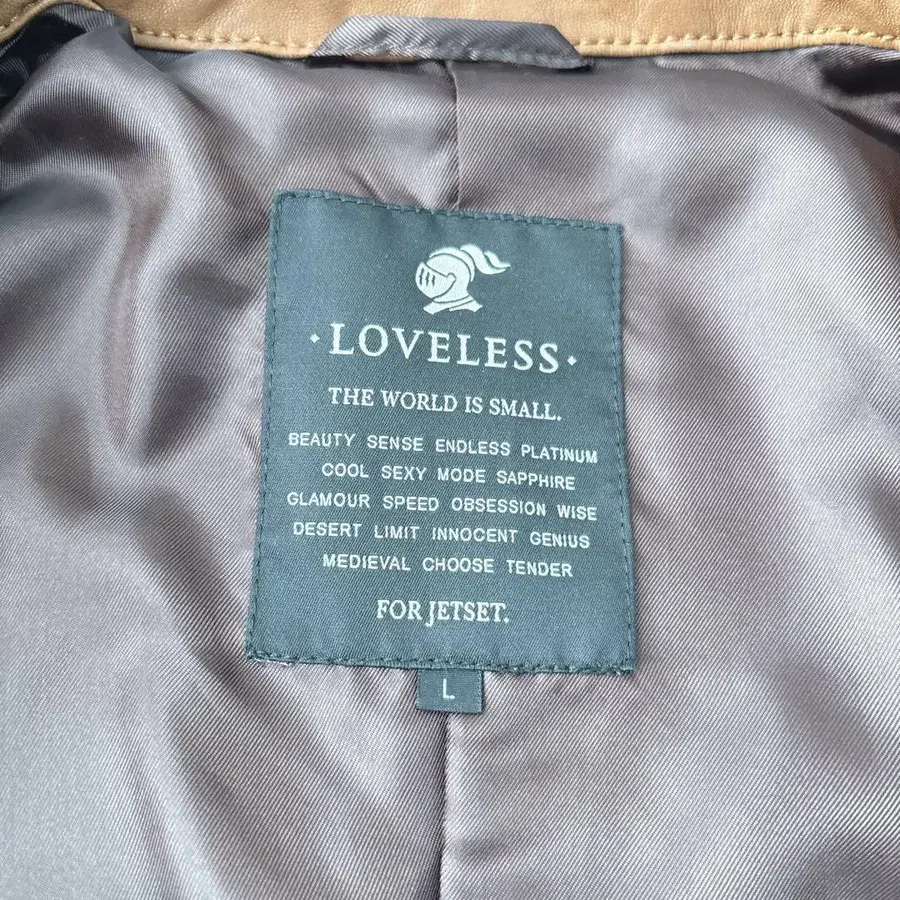 ·LOVELESS·
THE WORLD IS SMALL.
BEAUTY SENSE ENDLESS PLATINUM
COOL SEXY MODE SAPPHIRE
GLAMOUR SPEED OBSESSION WISE
DESERT LIMIT INNOCENT GENIUS
MEDIEVAL CHOOSE TENDER
FOR JETSET.
L